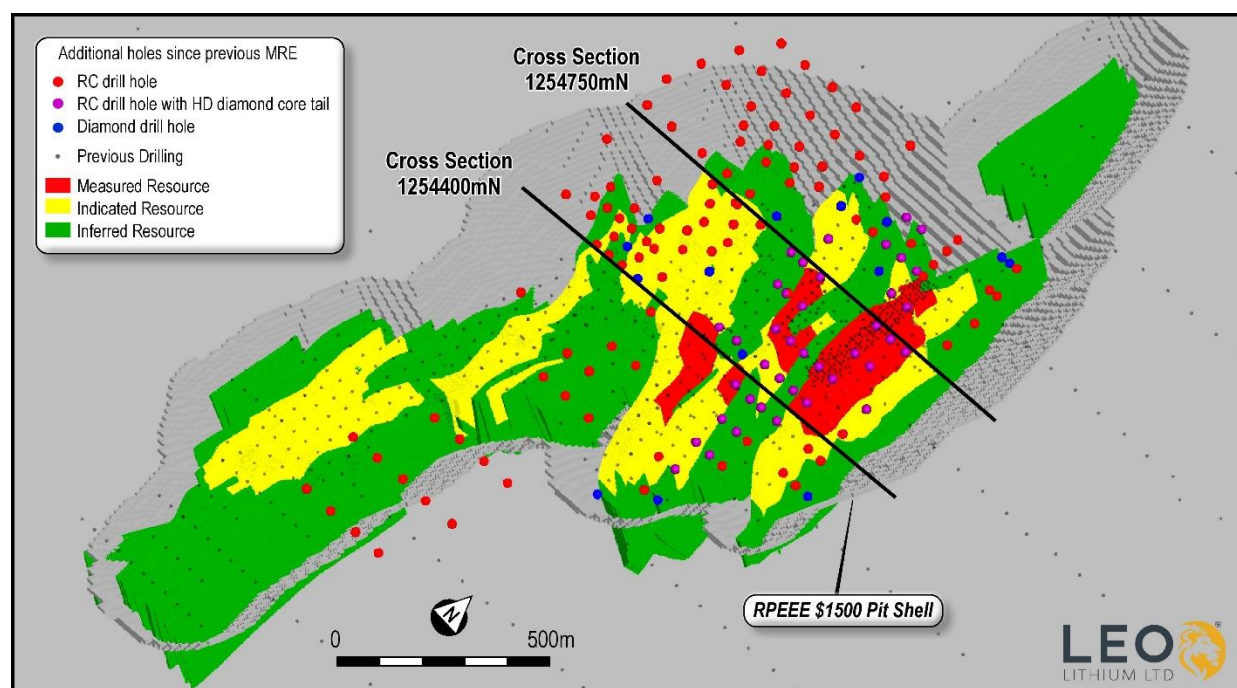 Additional holes since previous MRE
RC drill hole
RC drill hole with HD diamond core tail
Diamond drill hole
Previous Drilling
Measured Resource
Indicated Resource
Inferred Resource
Cross Section
1254750mN
Cross Section
1254400mN
RPEEE $1500 Pit Shell
N
0 500m
LEO
LITHIUM LTD
®